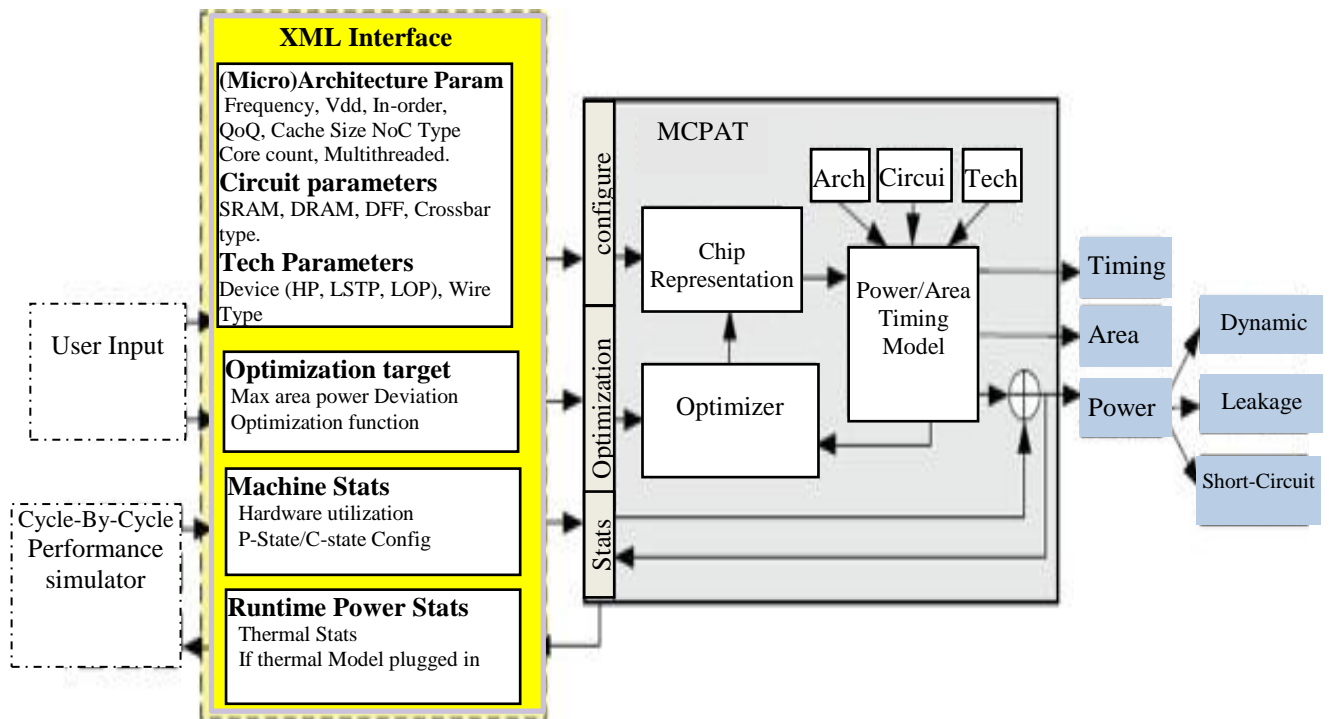 XML Interface
(Micro)Architecture Param
Frequency, Vdd, In-order,
QoQ, Cache Size NoC Type
Core count, Multithreaded.
Circuit parameters
SRAM, DRAM, DFF, Crossbar
type.
Tech Parameters
Device (HP, LSTP, LOP), Wire
Type
User Input
Optimization target
Max area power Deviation
Optimization function
Machine Stats
Hardware utilization
P-State/C-state Config
Cycle-By-Cycle
Performance
simulator
Runtime Power Stats
Thermal Stats
If thermal Model plugged in
configure
Optimization
Stats
MCPAT
Arch
Circui
Tech
Chip
Representation
Power/Area
Timing
Model
Optimizer
Timing
Area
Power
Dynamic
Leakage
Short-Circuit